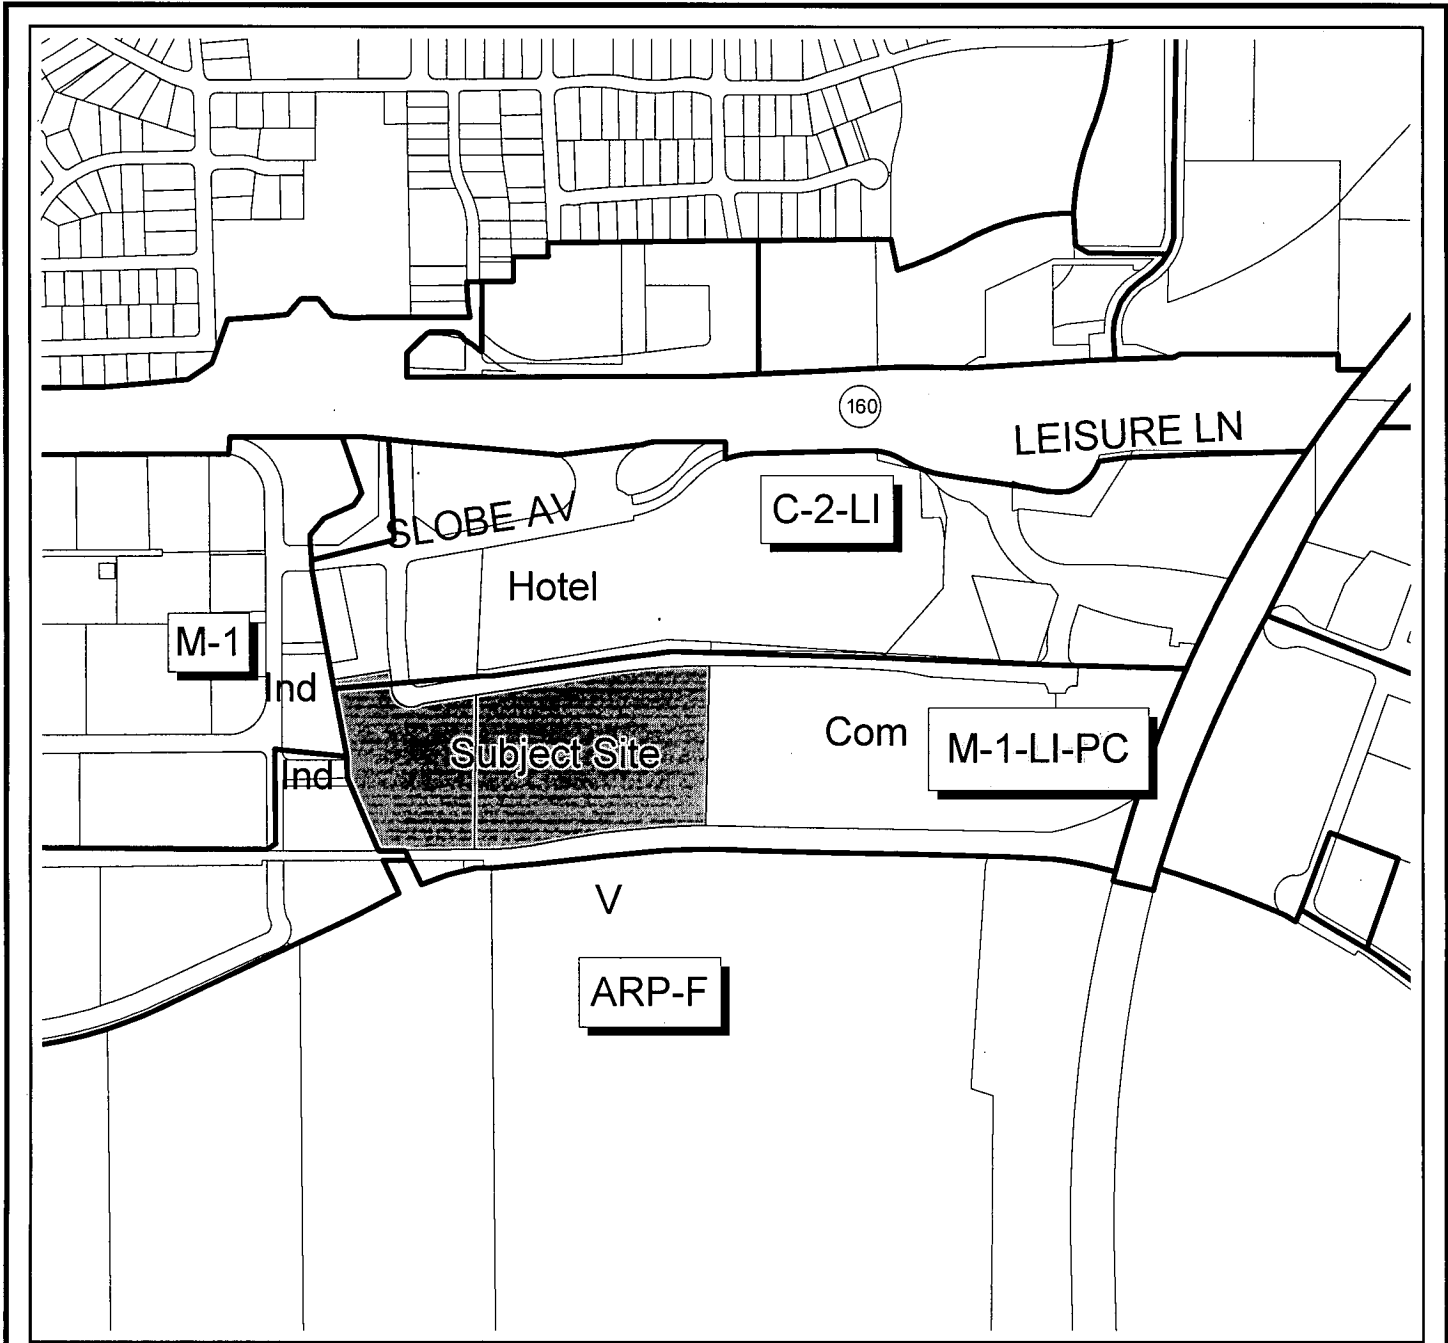 160
LEISURE LN
C-2-LI
SLOBE AV
Hotel
M-1
Ind
Subject Site
Com
M-1-LI-PC
Ind
V
ARP-F